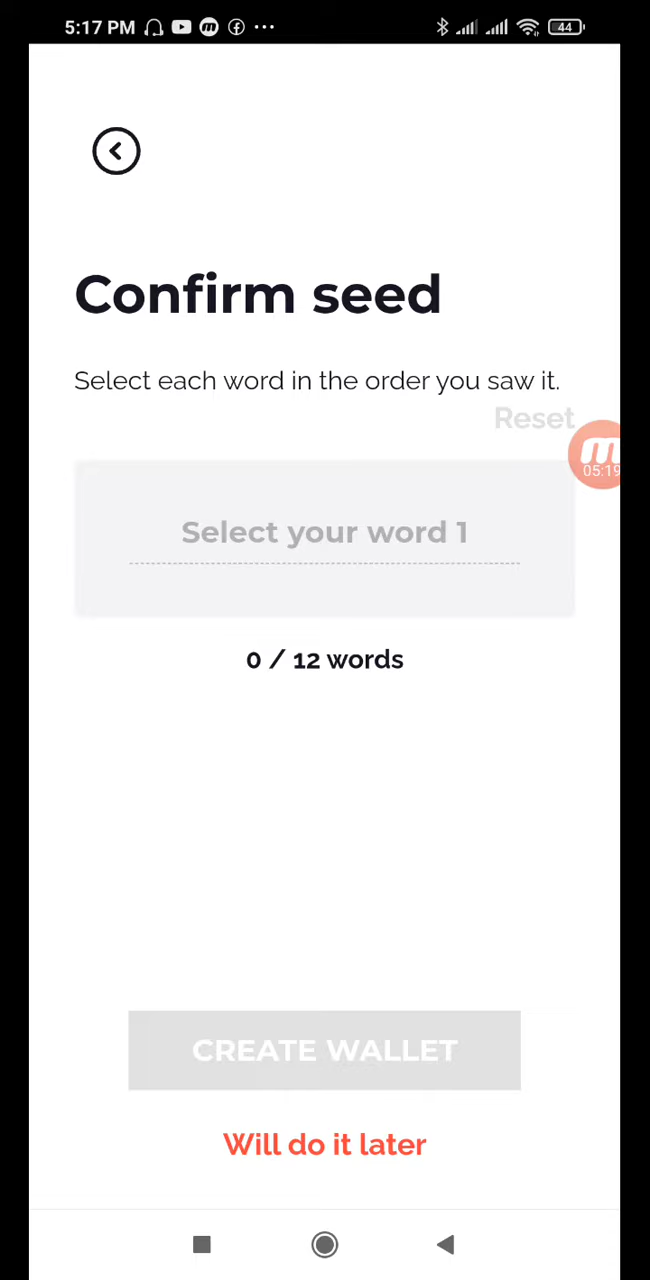 5:17 PM
44
Confirm seed
Select each word in the order you saw it.
Reset
05:19
Select your word 1
0 / 12 words
CREATE WALLET
Will do it later